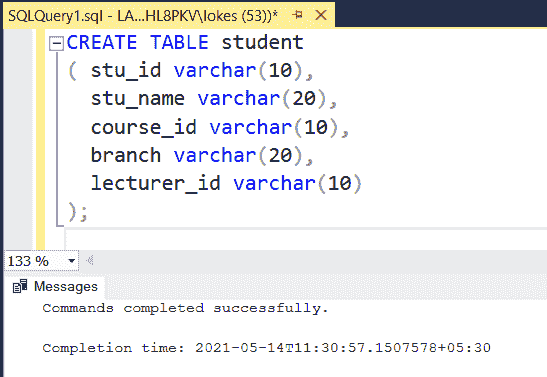 SQLQuery1.sql - LA...HL8PKV\lokes (53))*
CREATE TABLE student
( stu_id varchar(10),
stu_name varchar(20),
course_id varchar(10),
branch varchar(20),
lecturer_id varchar(10)
);
133 %
Messages
Commands completed successfully.
Completion time: 2021-05-14T11:30:57.1507578+05:30